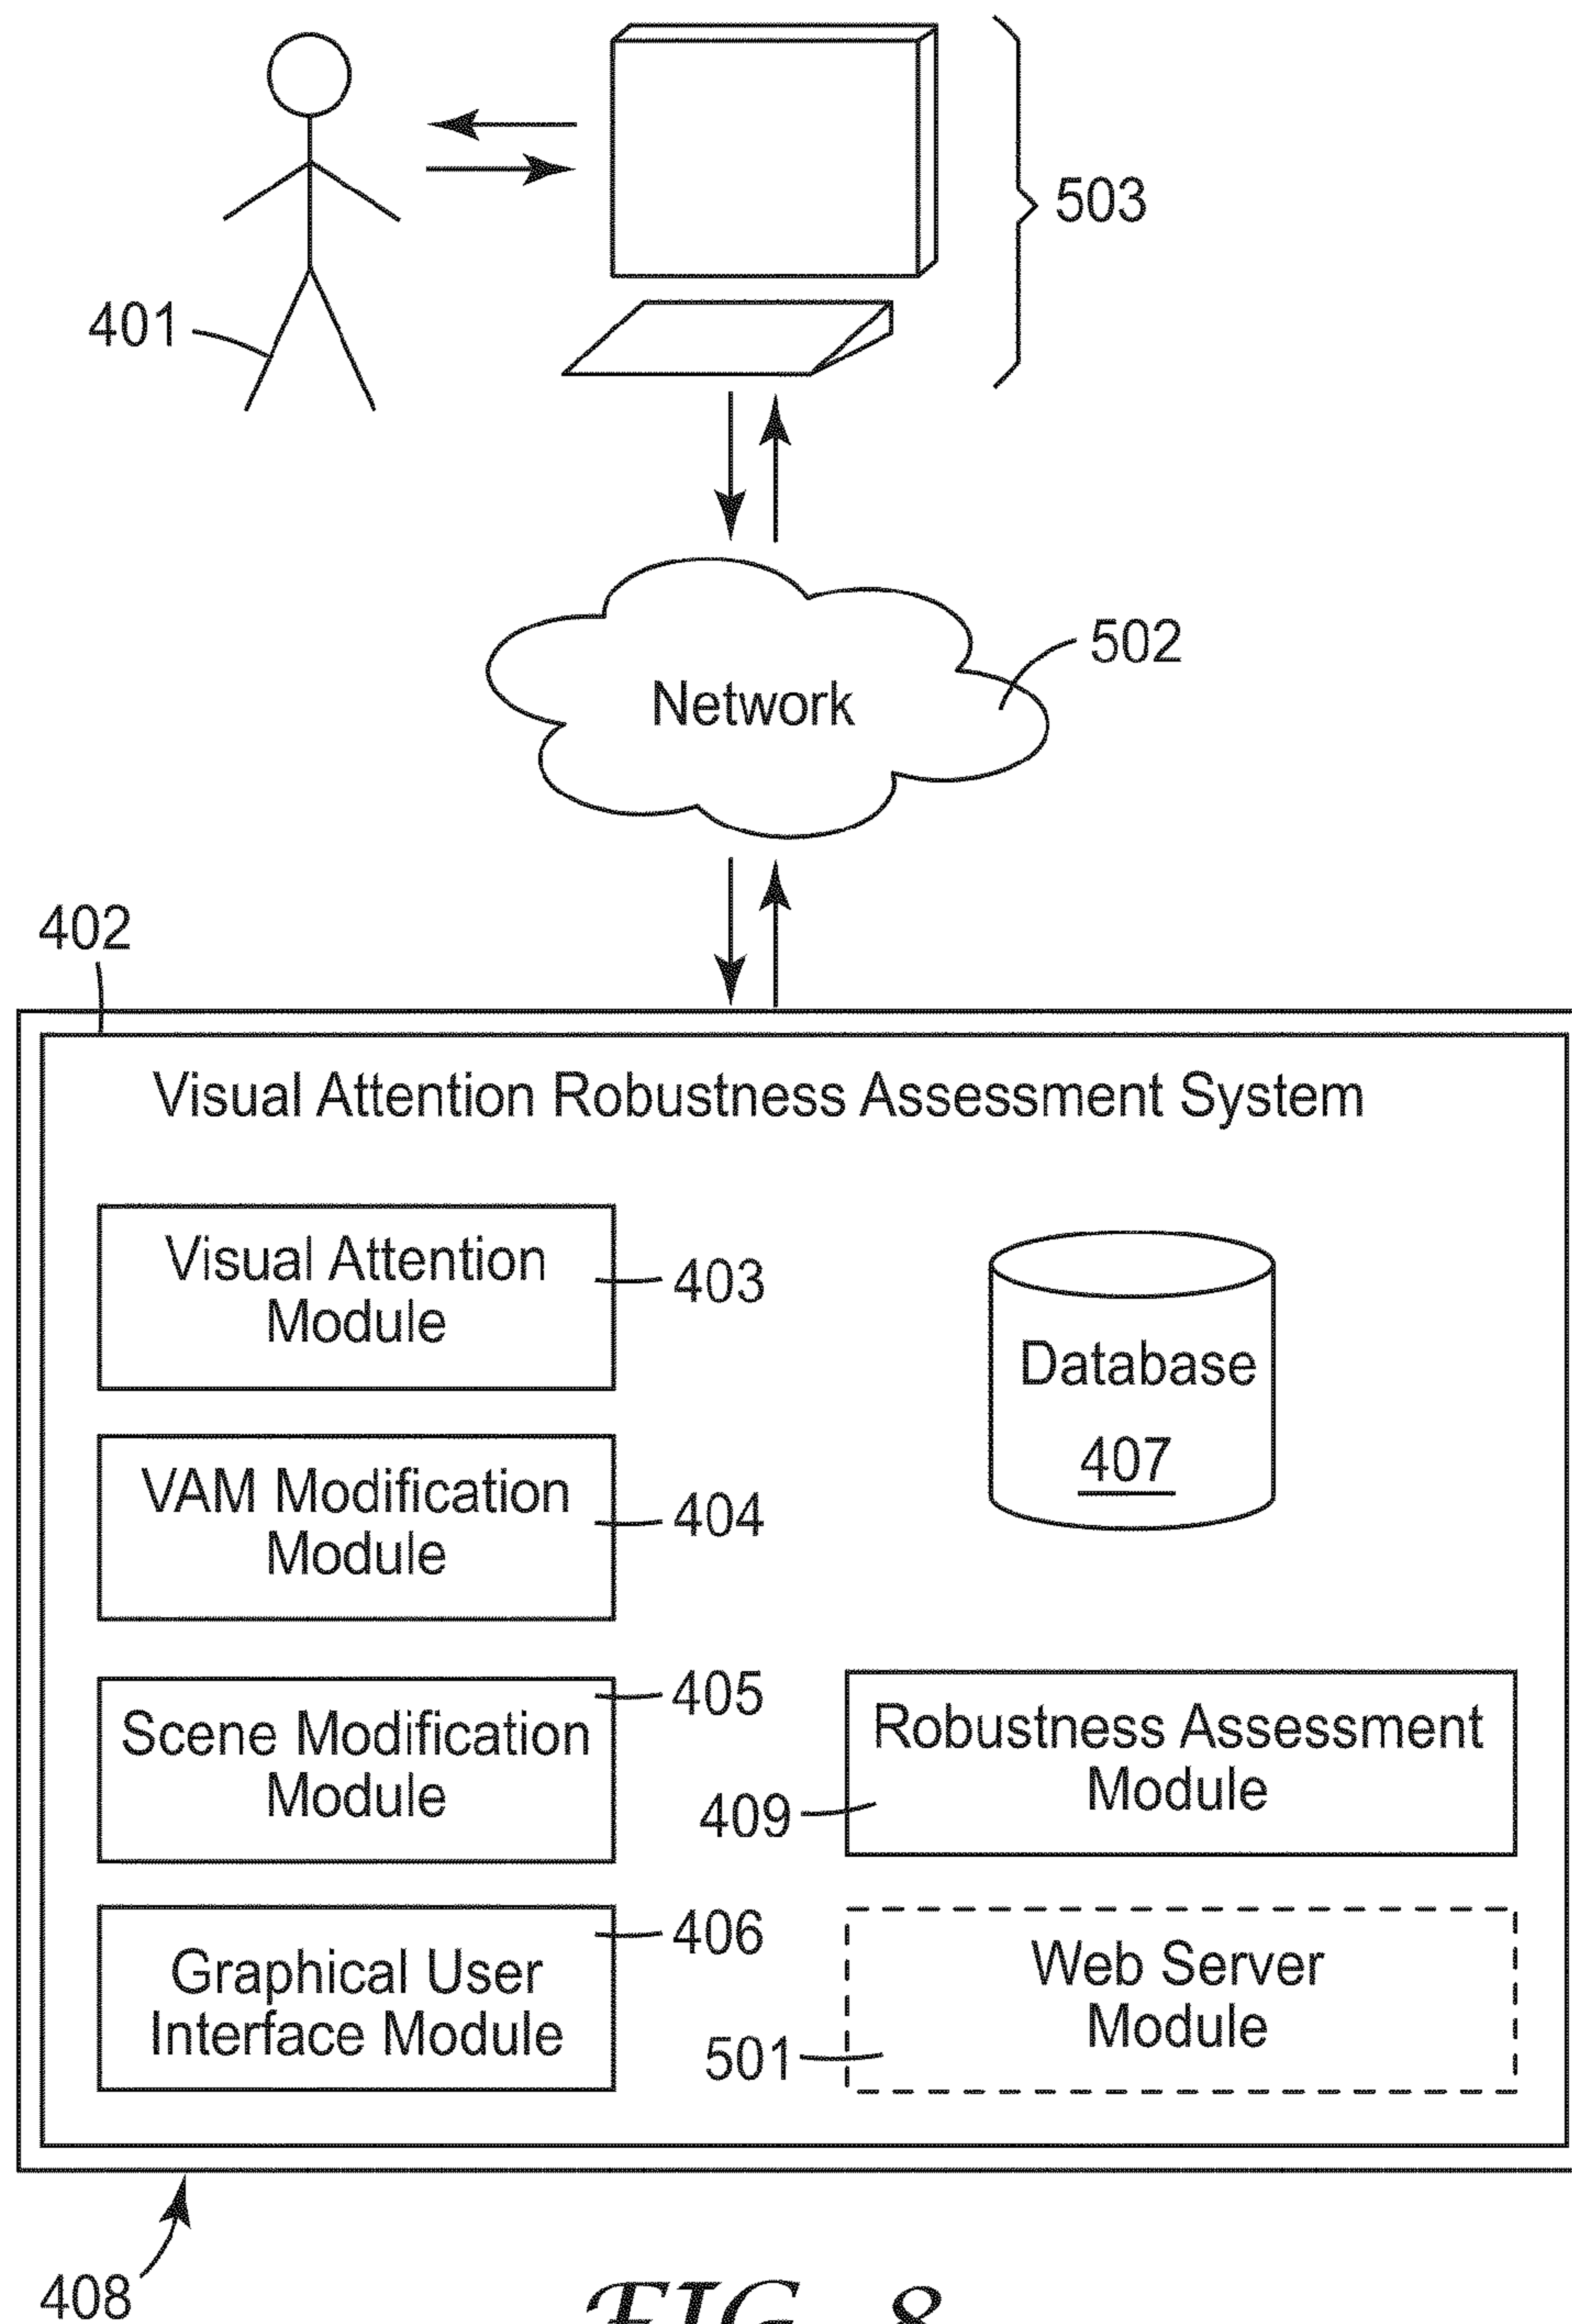 503
401
502
Network
402
Visual Attention Robustness Assessment System
Visual Attention
Module
403
Database
407
VAM Modification
Module
404
Scene Modification
Module
405
Robustness Assessment
Module
409
Graphical User
Interface Module
406
Web Server
Module
501
408
FIG. 8